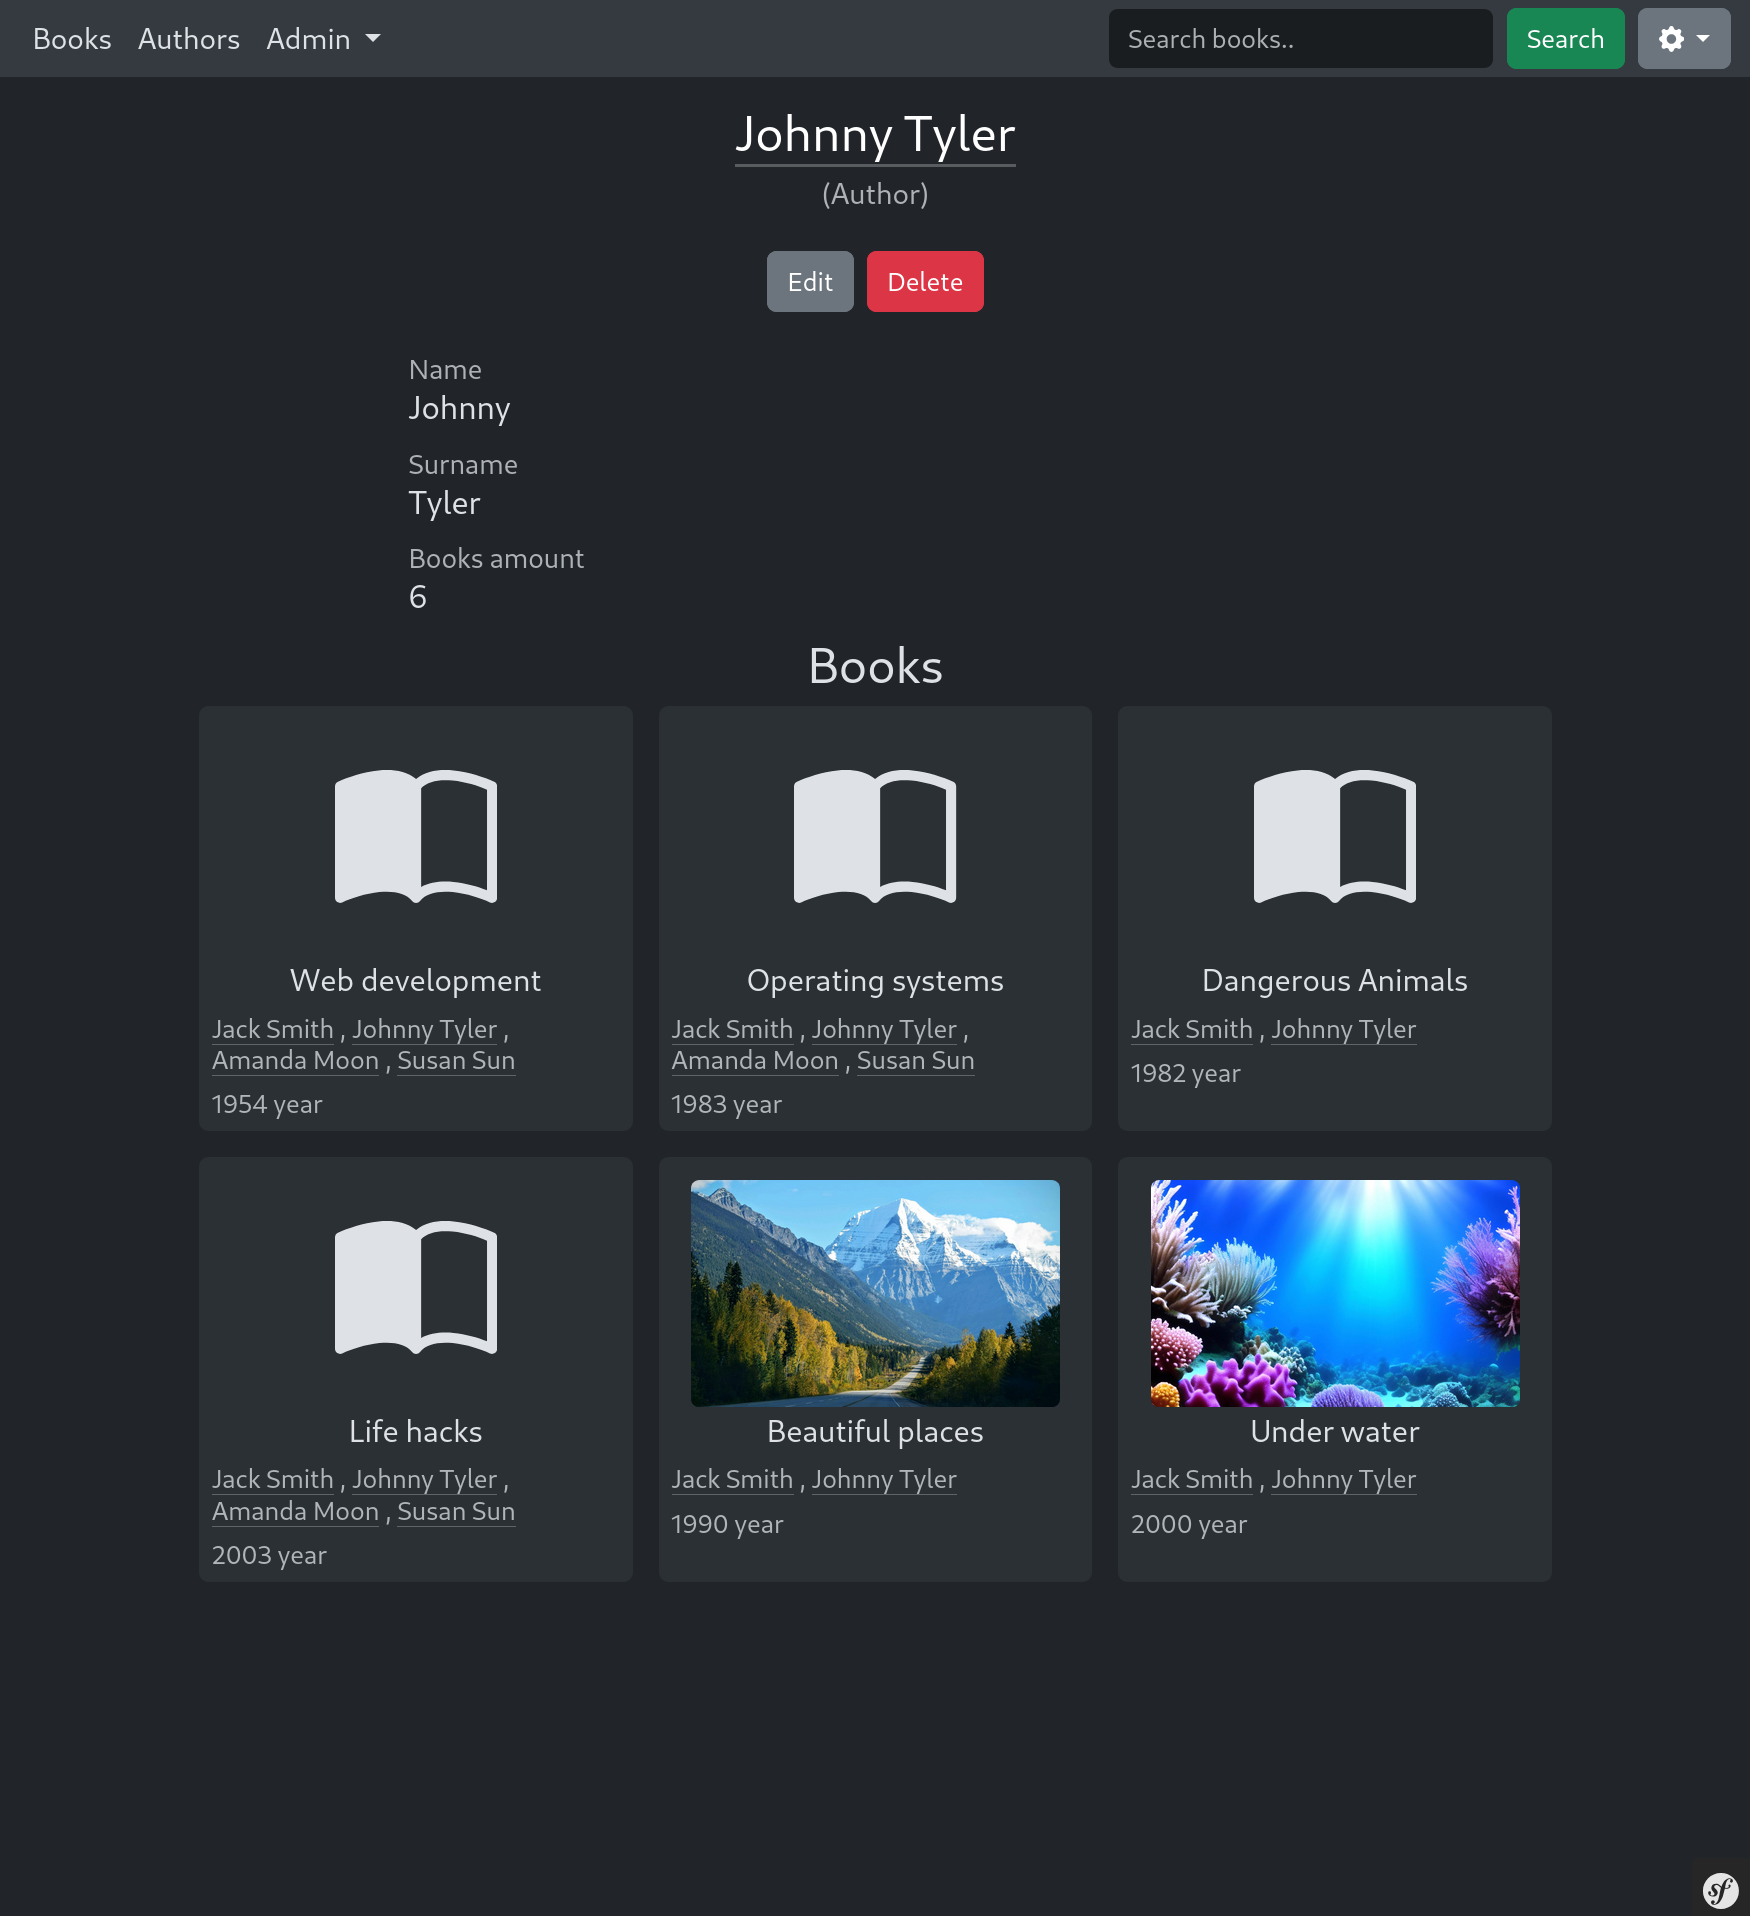 Books Authors Admin Search books.. Search
Johnny Tyler
(Author)
Edit Delete
Name
Johnny
Surname
Tyler
Books amount
6
Books
Web development
Jack Smith , Johnny Tyler ,
Amanda Moon , Susan Sun
1954 year
Operating systems
Jack Smith , Johnny Tyler ,
Amanda Moon , Susan Sun
1983 year
Dangerous Animals
Jack Smith , Johnny Tyler
1982 year
Life hacks
Jack Smith , Johnny Tyler ,
Amanda Moon , Susan Sun
2003 year
Beautiful places
Jack Smith , Johnny Tyler
1990 year
Under water
Jack Smith , Johnny Tyler
2000 year
sf